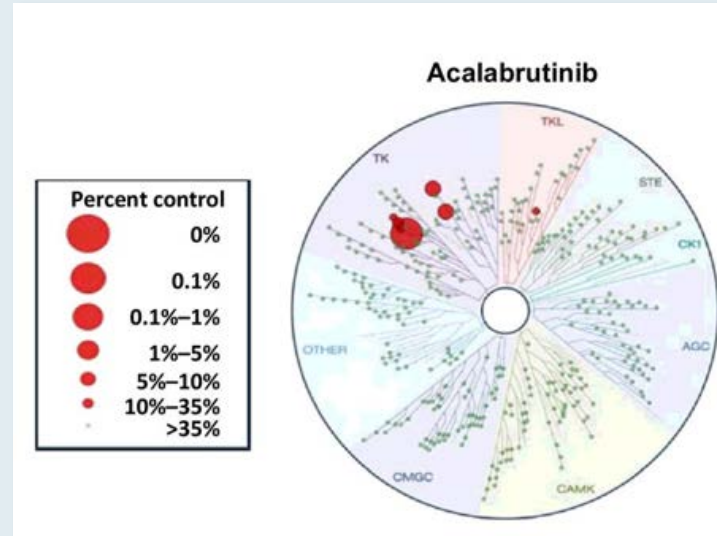 Acalabrutinib
Percent control
0%
0.1%
0.1%–1%
1%–5%
5%–10%
10%–35%
>35%
TK
TKL
STE
CK1
AGC
CAMK
CMGC
OTHER